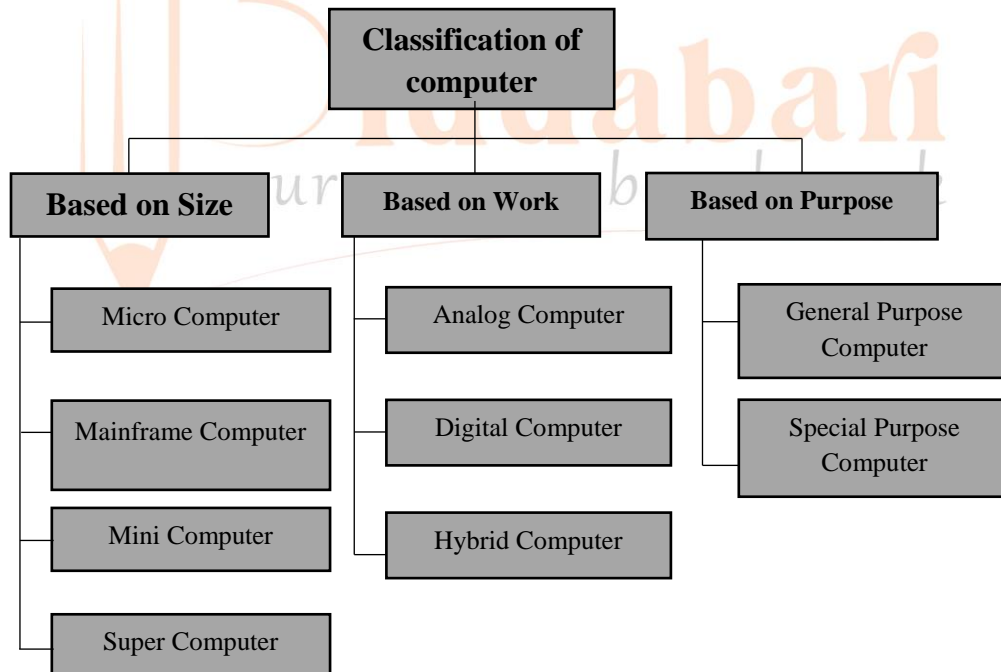 Classification of
computer
Based on Size
Based on Work
Based on Purpose
Micro Computer
Mainframe Computer
Mini Computer
Super Computer
Analog Computer
Digital Computer
Hybrid Computer
General Purpose
Computer
Special Purpose
Computer